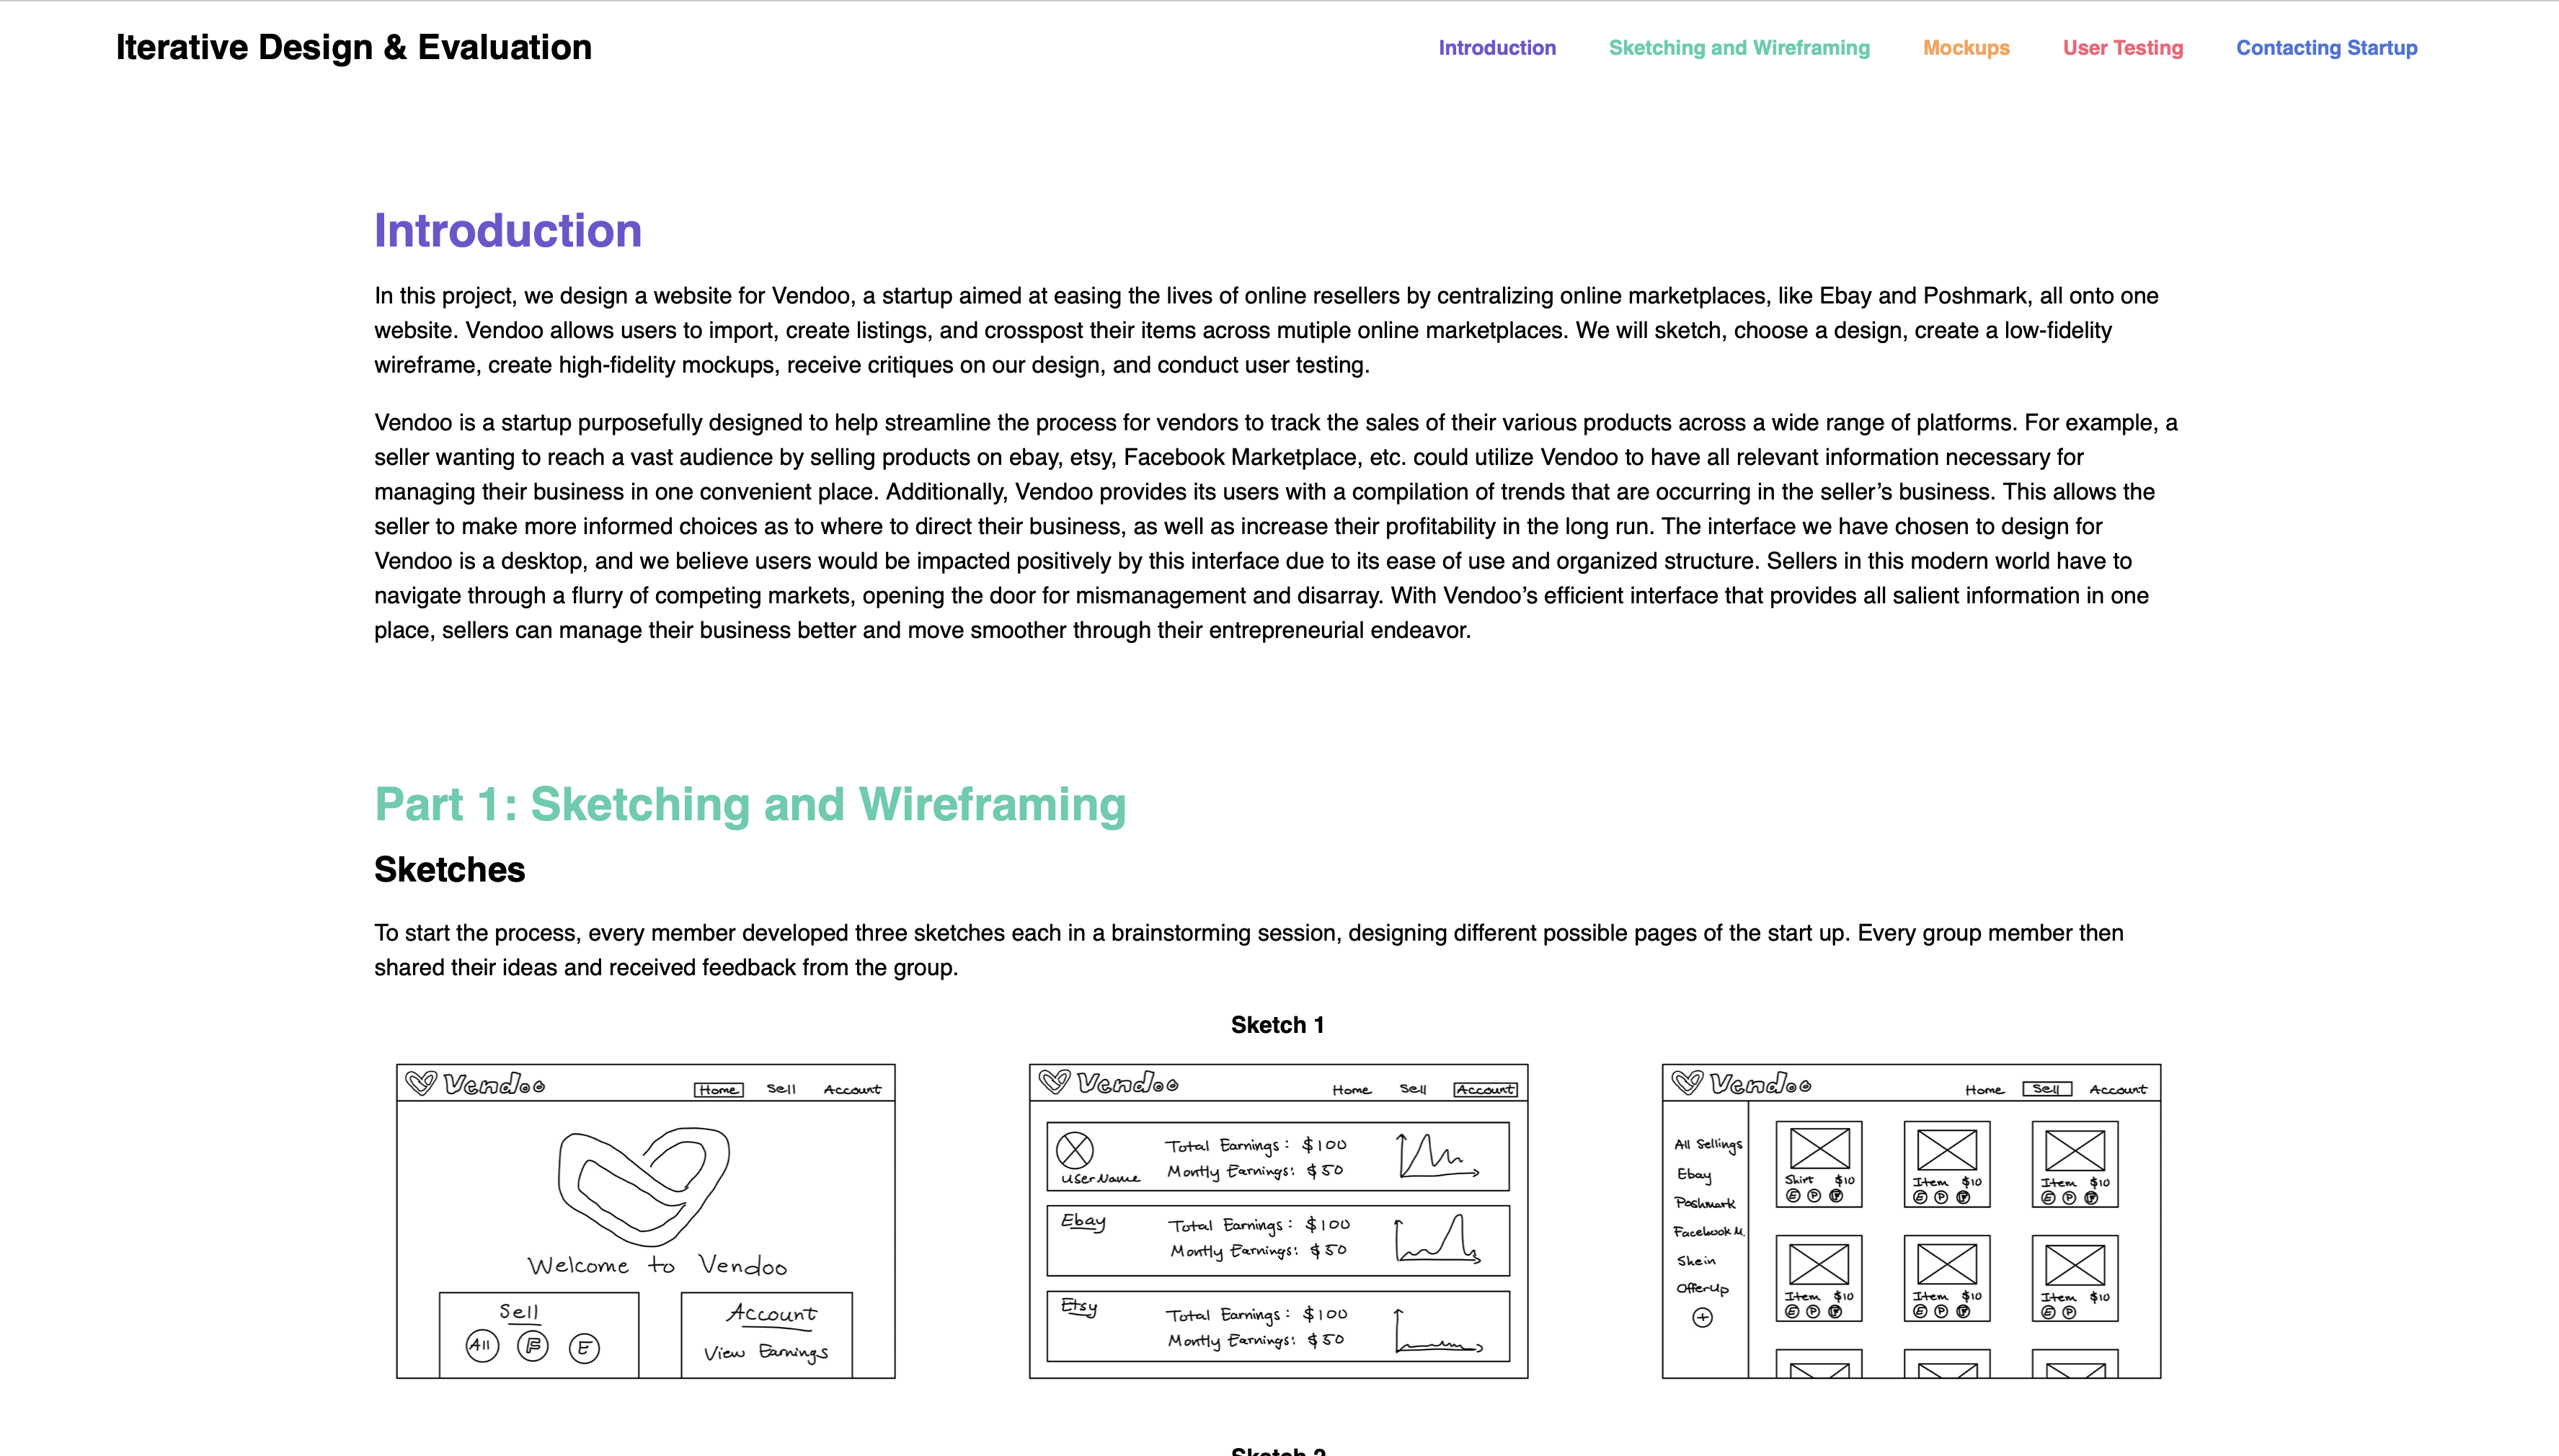 Iterative Design & Evaluation
Introduction Sketching and Wireframing Mockups User Testing Contacting Startup
Introduction
In this project, we design a website for Vendoo, a startup aimed at easing the lives of online resellers by centralizing online marketplaces, like Ebay and Poshmark, all onto one
website. Vendoo allows users to import, create listings, and crosspost their items across mutiple online marketplaces. We will sketch, choose a design, create a low-fidelity
wireframe, create high-fidelity mockups, receive critiques on our design, and conduct user testing.
Vendoo is a startup purposefully designed to help streamline the process for vendors to track the sales of their various products across a wide range of platforms. For example, a
seller wanting to reach a vast audience by selling products on ebay, etsy, Facebook Marketplace, etc. could utilize Vendoo to have all relevant information necessary for
managing their business in one convenient place. Additionally, Vendoo provides its users with a compilation of trends that are occurring in the seller’s business. This allows the
seller to make more informed choices as to where to direct their business, as well as increase their profitability in the long run. The interface we have chosen to design for
Vendoo is a desktop, and we believe users would be impacted positively by this interface due to its ease of use and organized structure. Sellers in this modern world have to
navigate through a flurry of competing markets, opening the door for mismanagement and disarray. With Vendoo’s efficient interface that provides all salient information in one
place, sellers can manage their business better and move smoother through their entrepreneurial endeavor.
Part 1: Sketching and Wireframing
Sketches
To start the process, every member developed three sketches each in a brainstorming session, designing different possible pages of the start up. Every group member then
shared their ideas and received feedback from the group.
Sketch 1
Vendoo Home Sell Account
Welcome to Vendoo
Sell
All F E
Account
View Earnings
Vendoo Home Sell Account
UserName
Total Earnings: $100
Montly Earnings: $50
Ebay
Total Earnings: $100
Montly Earnings: $50
Etsy
Total Earnings: $100
Montly Earnings: $50
Vendoo Home Sell Account
All Sellings
Ebay
Poshmark
Facebook M.
Shein
OfferUp
Shirt $10
E P F
Item $10
E P F
Item $10
E P F
Item $10
E P F
Item $10
E P F
Item $10
E P
Sketch 2